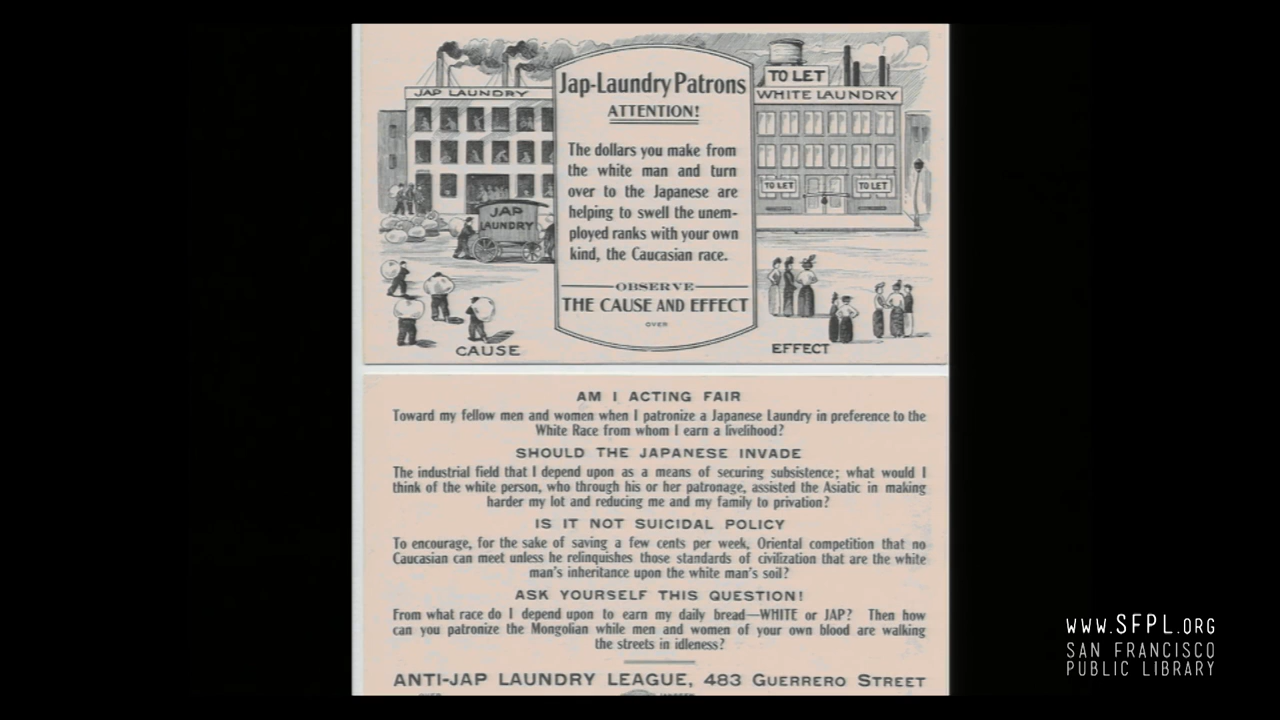 JAP LAUNDRY
JAP
LAUNDRY
CAUSE
Jap-Laundry Patrons
ATTENTION!
The dollars you make from
the white man and turn
over to the Japanese are
helping to swell the unem-
ployed ranks with your own
kind, the Caucasian race.
OBSERVE
THE CAUSE AND EFFECT
OVER
TO LET
WHITE LAUNDRY
TO LET
TO LET
EFFECT
AM I ACTING FAIR
Toward my fellow men and women when I patronize a Japanese Laundry in preference to the
White Race from whom I earn a livelihood?
SHOULD THE JAPANESE INVADE
The industrial field that I depend upon as a means of securing subsistence; what would I
think of the white person, who through his or her patronage, assisted the Asiatic in making
harder my lot and reducing me and my family to privation?
IS IT NOT SUICIDAL POLICY
To encourage, for the sake of saving a few cents per week, Oriental competition that no
Caucasian can meet unless he relinquishes those standards of civilization that are the white
man's inheritance upon the white man's soil?
ASK YOURSELF THIS QUESTION!
From what race do I depend upon to earn my daily bread—WHITE or JAP? Then how
can you patronize the Mongolian while men and women of your own blood are walking
the streets in idleness?
ANTI-JAP LAUNDRY LEAGUE, 483 GUERRERO STREET
WWW.SFPL.ORG
SAN FRANCISCO
PUBLIC LIBRARY